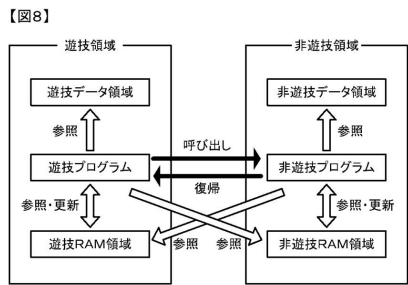 【図8】
遊技領域
非遊技領域
遊技データ領域
非遊技データ領域
参照
参照
呼び出し
遊技プログラム
非遊技プログラム
復帰
参照・更新
参照・更新
遊技RAM領域
参照
参照
非遊技RAM領域